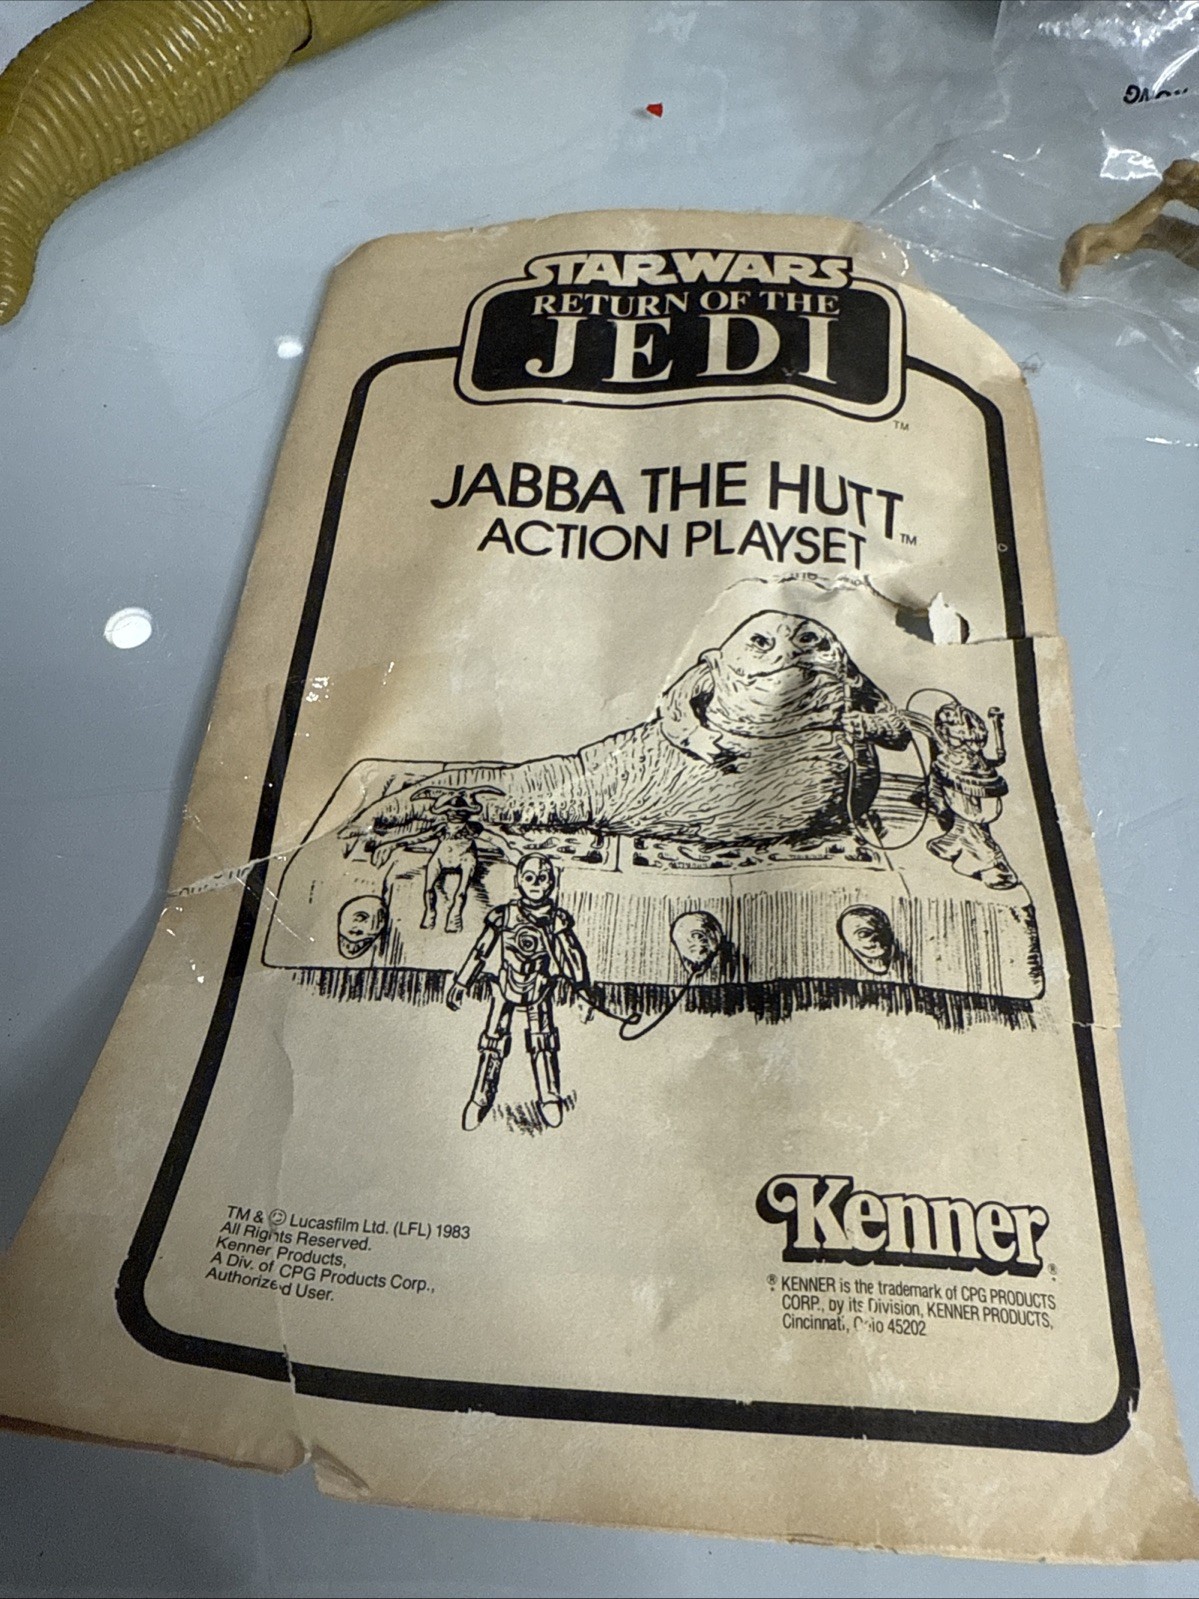 STAR WARS
RETURN OF THE
JEDI
TM
JABBA THE HUTT TM
ACTION PLAYSET
TM & © Lucasfilm Ltd. (LFL) 1983
All Rights Reserved.
Kenner Products,
A Div. of CPG Products Corp.,
Authorized User.
Kenner ®
® KENNER is the trademark of CPG PRODUCTS
CORP., by its Division, KENNER PRODUCTS,
Cincinnati, Ohio 45202